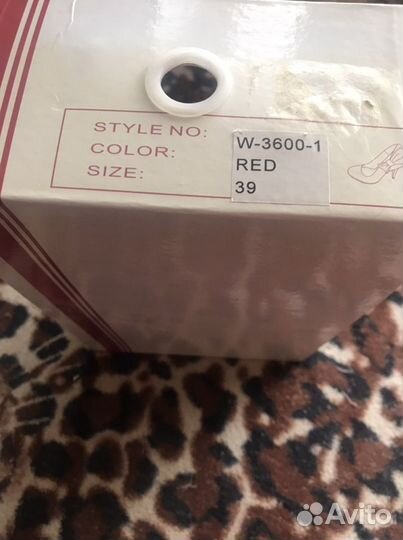 STYLE NO: W-3600-1
COLOR: RED
SIZE: 39
Avito